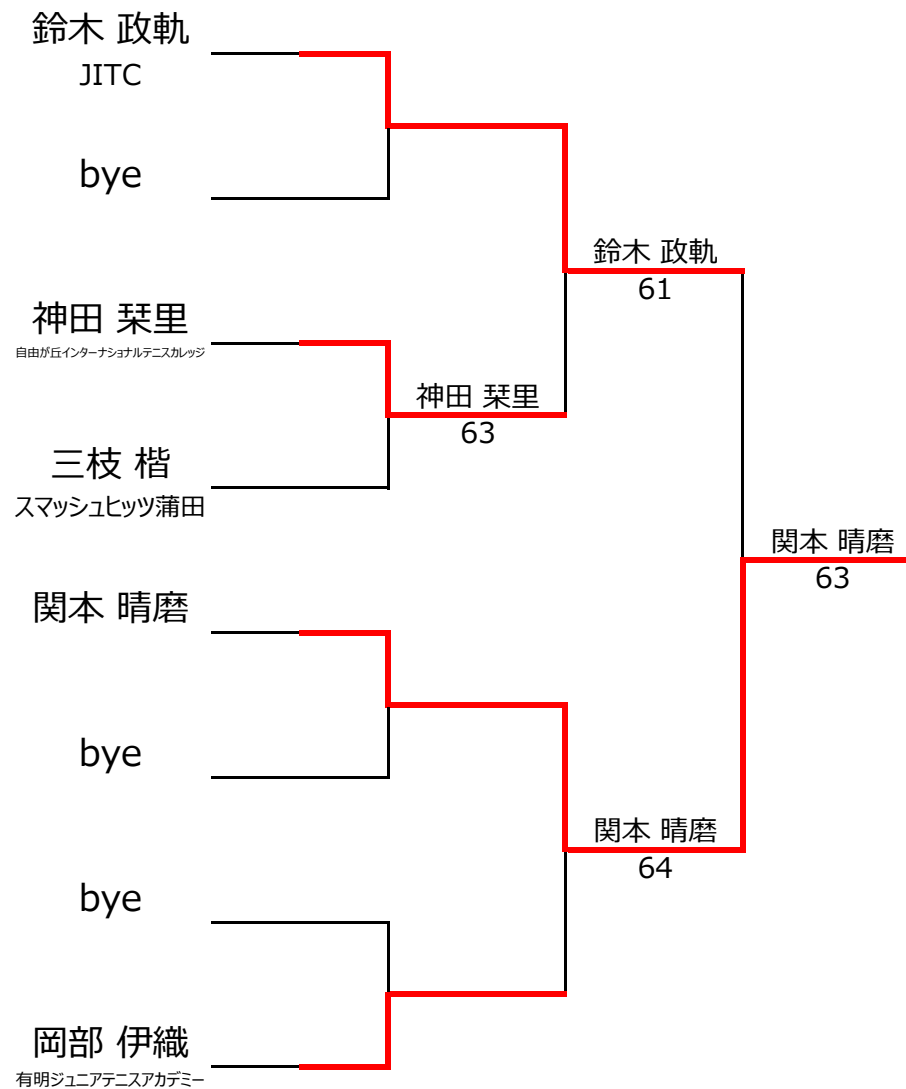 鈴木 政軌
JITC
bye
神田 栞里
自由が丘インターナショナルテニスカレッジ
三枝 楷
スマッシュヒッツ蒲田
関本 晴磨
bye
bye
岡部 伊織
有明ジュニアテニスアカデミー
神田 栞里
63
鈴木 政軌
61
関本 晴磨
64
関本 晴磨
63